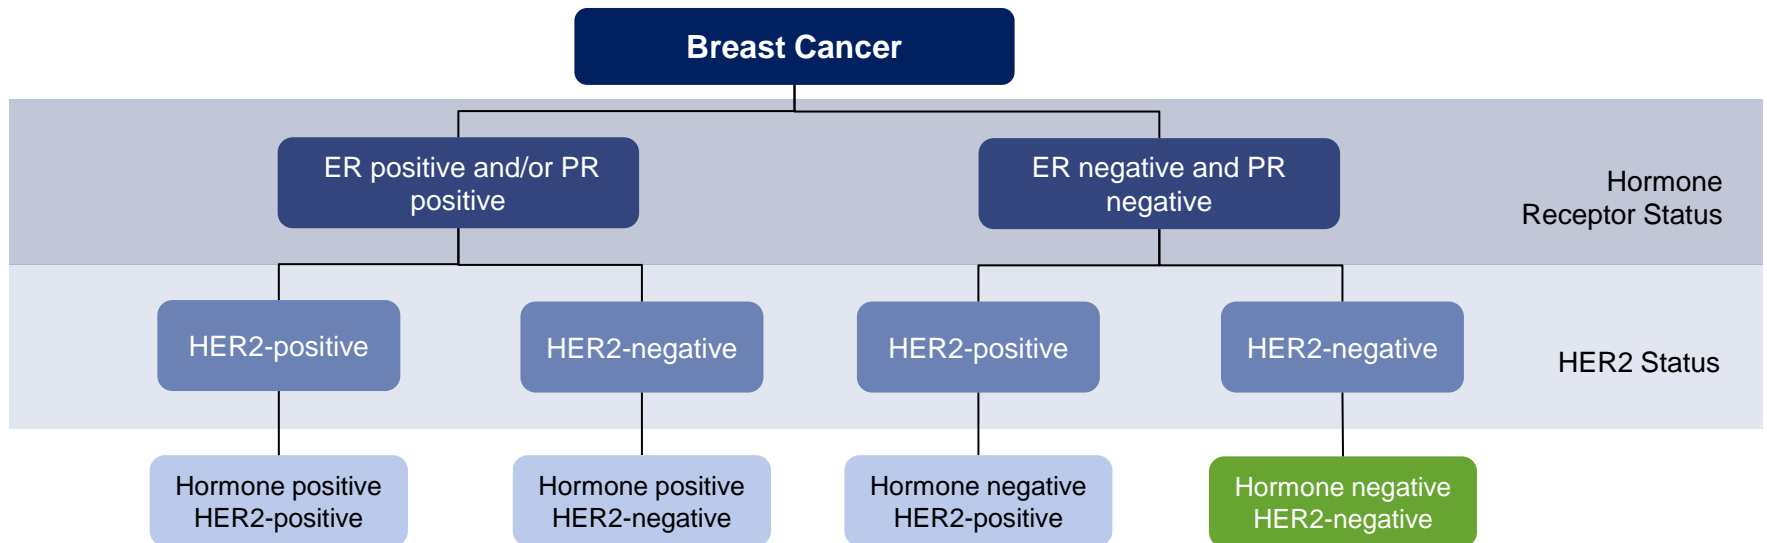 Breast Cancer
ER positive and/or PR
positive
ER negative and PR
negative
Hormone
Receptor Status
HER2-positive
HER2-negative
HER2-positive
HER2-negative
HER2 Status
Hormone positive
HER2-positive
Hormone positive
HER2-negative
Hormone negative
HER2-positive
Hormone negative
HER2-negative